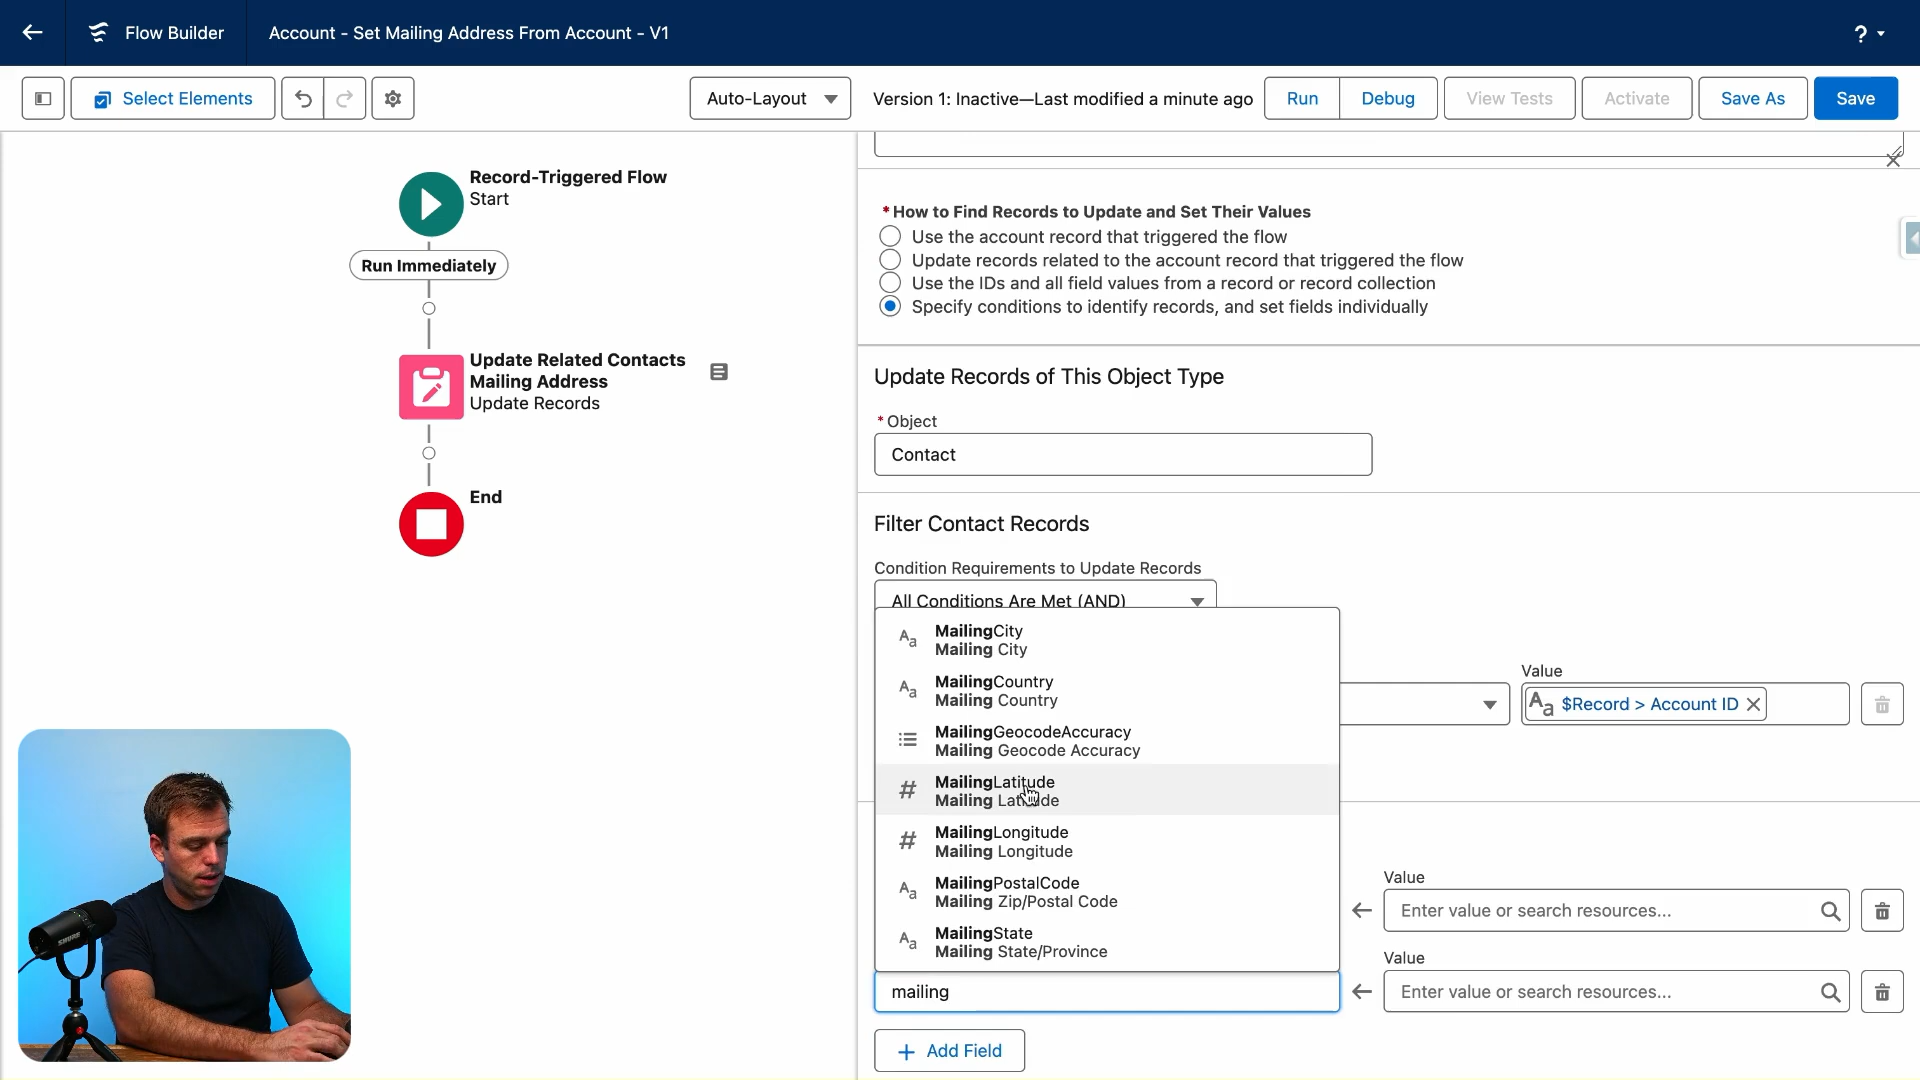 Flow Builder
Account - Set Mailing Address From Account - V1
?
Select Elements
Auto-Layout
Version 1: Inactive—Last modified a minute ago
Run
Debug
View Tests
Activate
Save As
Save
Record-Triggered Flow
Start
Run Immediately
Update Related Contacts
Mailing Address
Update Records
End
* How to Find Records to Update and Set Their Values
Use the account record that triggered the flow
Update records related to the account record that triggered the flow
Use the IDs and all field values from a record or record collection
Specify conditions to identify records, and set fields individually
Update Records of This Object Type
* Object
Contact
Filter Contact Records
Condition Requirements to Update Records
All Conditions Are Met (AND)
Value
Aa $Record > Account ID
Aa MailingCity
Mailing City
Aa MailingCountry
Mailing Country
MailingGeocodeAccuracy
Mailing Geocode Accuracy
# MailingLatitude
Mailing Latitude
# MailingLongitude
Mailing Longitude
Aa MailingPostalCode
Mailing Zip/Postal Code
Aa MailingState
Mailing State/Province
Value
Enter value or search resources...
Value
mailing
Enter value or search resources...
+ Add Field
SHURE